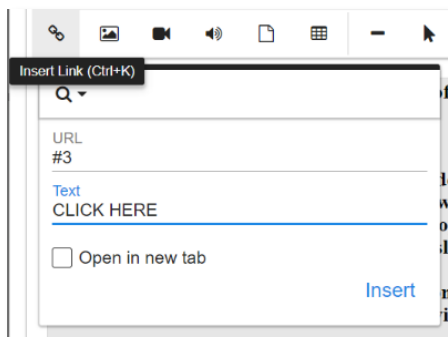 Insert Link (Ctrl+K)
URL
#3
Text
CLICK HERE
Open in new tab
Insert